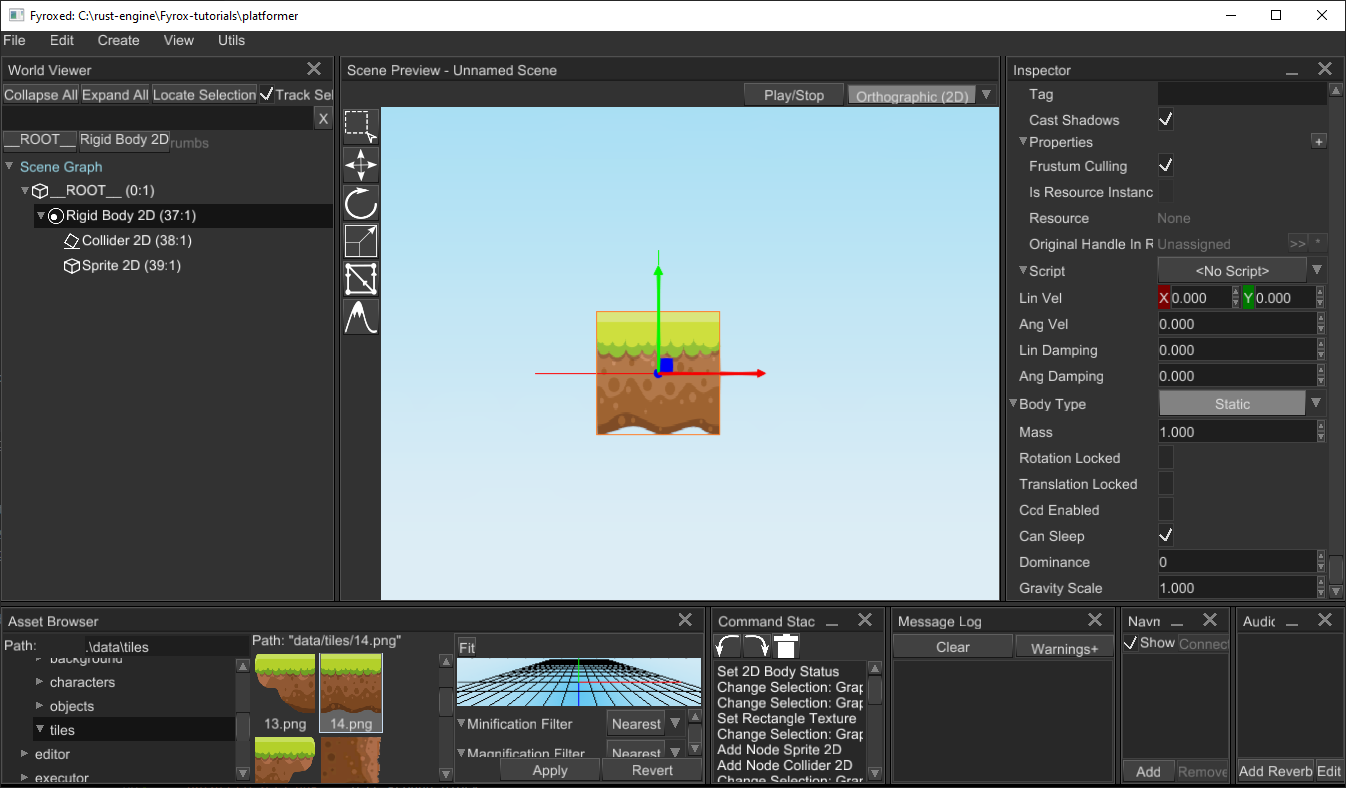 Fyroxed: C:\rust-engine\Fyrox-tutorials\platformer
File Edit Create View Utils
World Viewer
Collapse All Expand All Locate Selection Track Sel
X
__ROOT__ Rigid Body 2D rumbs
Scene Graph
__ROOT__ (0:1)
Rigid Body 2D (37:1)
Collider 2D (38:1)
Sprite 2D (39:1)
Scene Preview - Unnamed Scene
Play/Stop Orthographic (2D)
Inspector
Tag
Cast Shadows
Properties +
Frustum Culling
Is Resource Instanc
Resource None
Original Handle In R Unassigned >> *
Script <No Script>
Lin Vel X 0.000 Y 0.000
Ang Vel 0.000
Lin Damping 0.000
Ang Damping 0.000
Body Type Static
Mass 1.000
Rotation Locked
Translation Locked
Ccd Enabled
Can Sleep
Dominance 0
Gravity Scale 1.000
Asset Browser
Path: .\data\tiles
background
characters
objects
tiles
editor
executor
Path: "data/tiles/14.png"
13.png 14.png
Fit
Minification Filter Nearest
Magnification Filter Nearest
Apply Revert
Command Stac
Set 2D Body Status
Change Selection: Grap
Change Selection: Grap
Set Rectangle Texture
Change Selection: Grap
Add Node Sprite 2D
Add Node Collider 2D
Change Selection: Grap
Message Log
Clear Warnings+
Navn
Show Connect
Add Remove
Audic
Add Reverb Edit